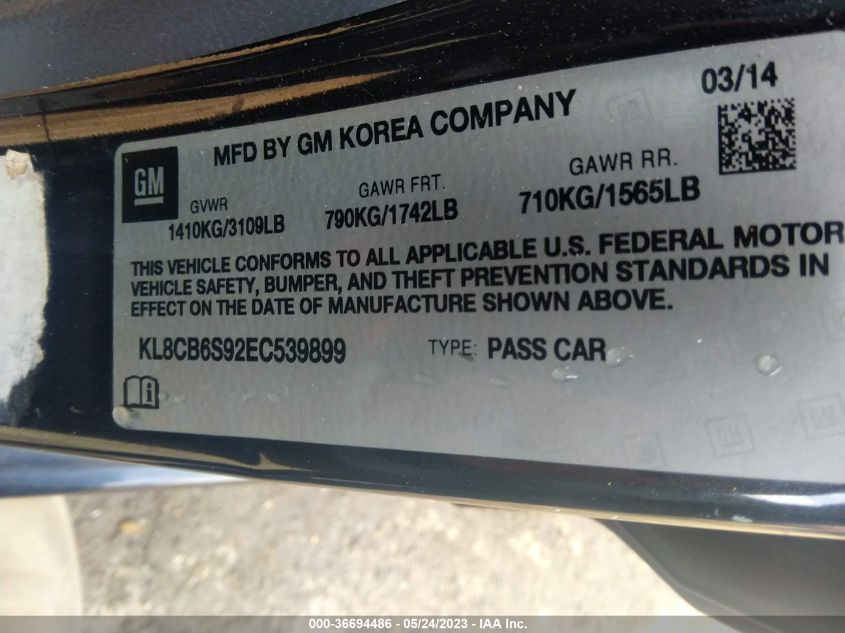 03/14
MFD BY GM KOREA COMPANY
GM
GVWR
1410KG/3109LB
GAWR FRT.
790KG/1742LB
GAWR RR.
710KG/1565LB
THIS VEHICLE CONFORMS TO ALL APPLICABLE U.S. FEDERAL MOTOR
VEHICLE SAFETY, BUMPER, AND THEFT PREVENTION STANDARDS IN
EFFECT ON THE DATE OF MANUFACTURE SHOWN ABOVE.
KL8CB6S92EC539899
TYPE: PASS CAR
000-36694486 - 05/24/2023 - IAA Inc.